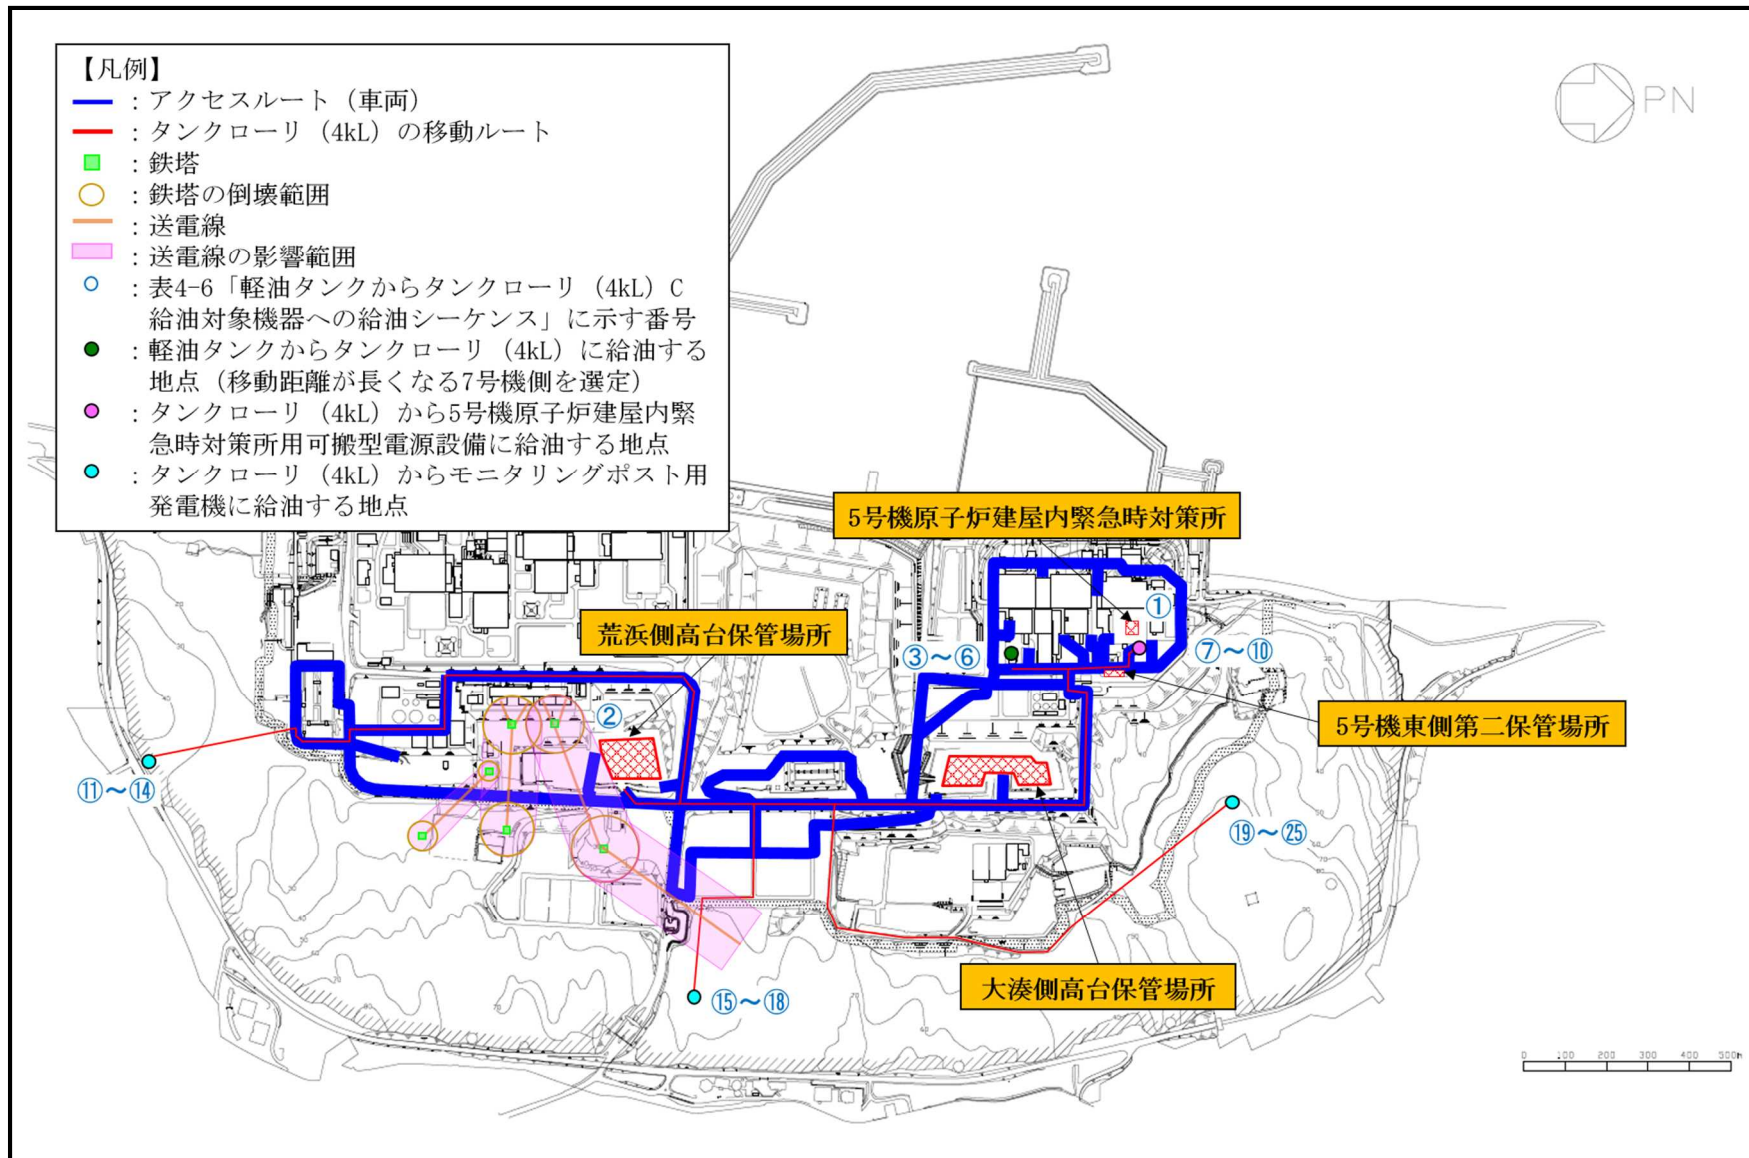 【凡例】
：アクセスルート（車両）
：タンクローリ（4kL）の移動ルート
：鉄塔
：鉄塔の倒壊範囲
：送電線
：送電線の影響範囲
：表4-6「軽油タンクからタンクローリ（4kL）C
給油対象機器への給油シーケンス」に示す番号
：軽油タンクからタンクローリ（4kL）に給油する
地点（移動距離が長くなる7号機側を選定）
：タンクローリ（4kL）から5号機原子炉建屋内緊
急時対策所用可搬型電源設備に給油する地点
：タンクローリ（4kL）からモニタリングポスト用
発電機に給油する地点
PN
5号機原子炉建屋内緊急時対策所
①
荒浜側高台保管場所
③～⑥
⑦～⑩
②
5号機東側第二保管場所
⑪～⑭
⑲～㉕
大湊側高台保管場所
⑮～⑱
0 100 200 300 400 500m